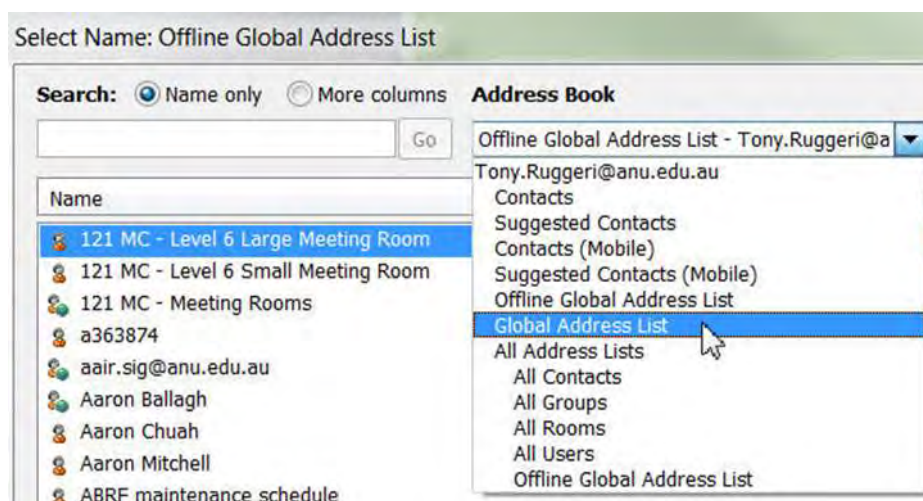 Select Name: Offline Global Address List
Search: Name only More columns Address Book
Go Offline Global Address List - Tony.Ruggeri@a
Tony.Ruggeri@anu.edu.au
Contacts
Suggested Contacts
Contacts (Mobile)
Suggested Contacts (Mobile)
Offline Global Address List
Global Address List
All Address Lists
All Contacts
All Groups
All Rooms
All Users
Offline Global Address List
Name
121 MC - Level 6 Large Meeting Room
121 MC - Level 6 Small Meeting Room
121 MC - Meeting Rooms
a363874
aair.sig@anu.edu.au
Aaron Ballagh
Aaron Chuah
Aaron Mitchell
ABRF maintenance schedule